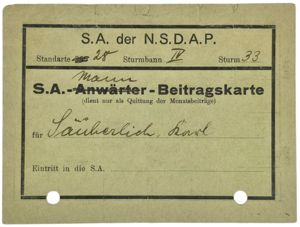 S.A. der N.S.D.A.P.
Standarte 28 Sturmbann IV Sturm 33
Mann
S.A.-Anwärter-Beitragskarte
(dient nur als Quittung der Monatsbeiträge)
für Säuberlich, Karl
Eintritt in die S.A.